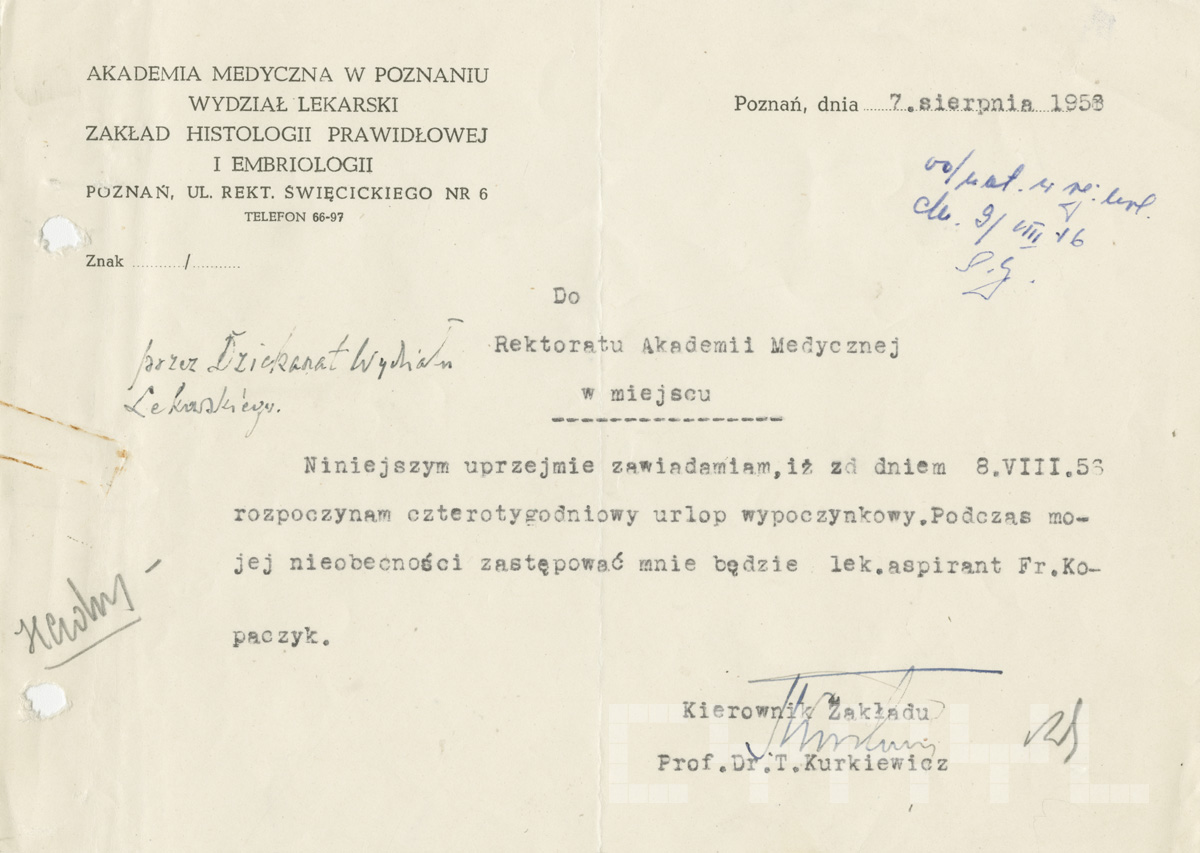 AKADEMIA MEDYCZNA W POZNANIU
WYDZIAŁ LEKARSKI
ZAKŁAD HISTOLOGII PRAWIDŁOWEJ
I EMBRIOLOGII
POZNAŃ, UL. REKT. ŚWIĘCICKIEGO NR 6
TELEFON 66-97
Znak ........../..........
Poznań, dnia 7.sierpnia
Do
Rektoratu Akademii Medycznej
w miejscu
przez Dziekanat Wydziału
Lekarskiego.
Niniejszym uprzejmie zawiadamiam,iż zd dniem 8.VIII.
rozpoczynam czterotygodniowy urlop wypoczynkowy.Podczas mo-
jej nieobecności zastępować mnie będzie lek.aspirant Fr.Ko-
paczyk.
Kierownik Zakładu
Prof.Dr.T.Kurkiewicz